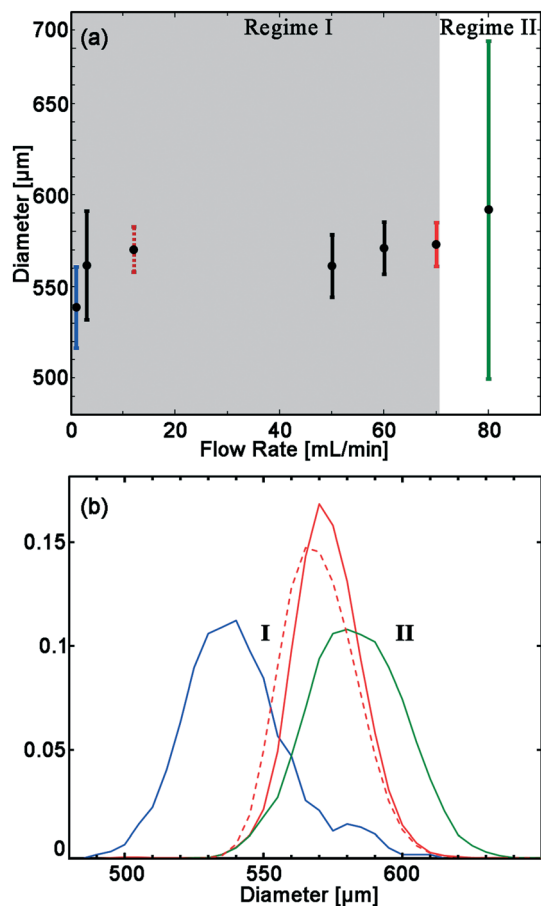 (a)
Regime I
Regime II
Diameter [µm]
700
650
600
550
500
0
20
40
60
80
Flow Rate [mL/min]
(b)
I
II
0.15
0.1
0.05
0
500
550
600
Diameter [µm]